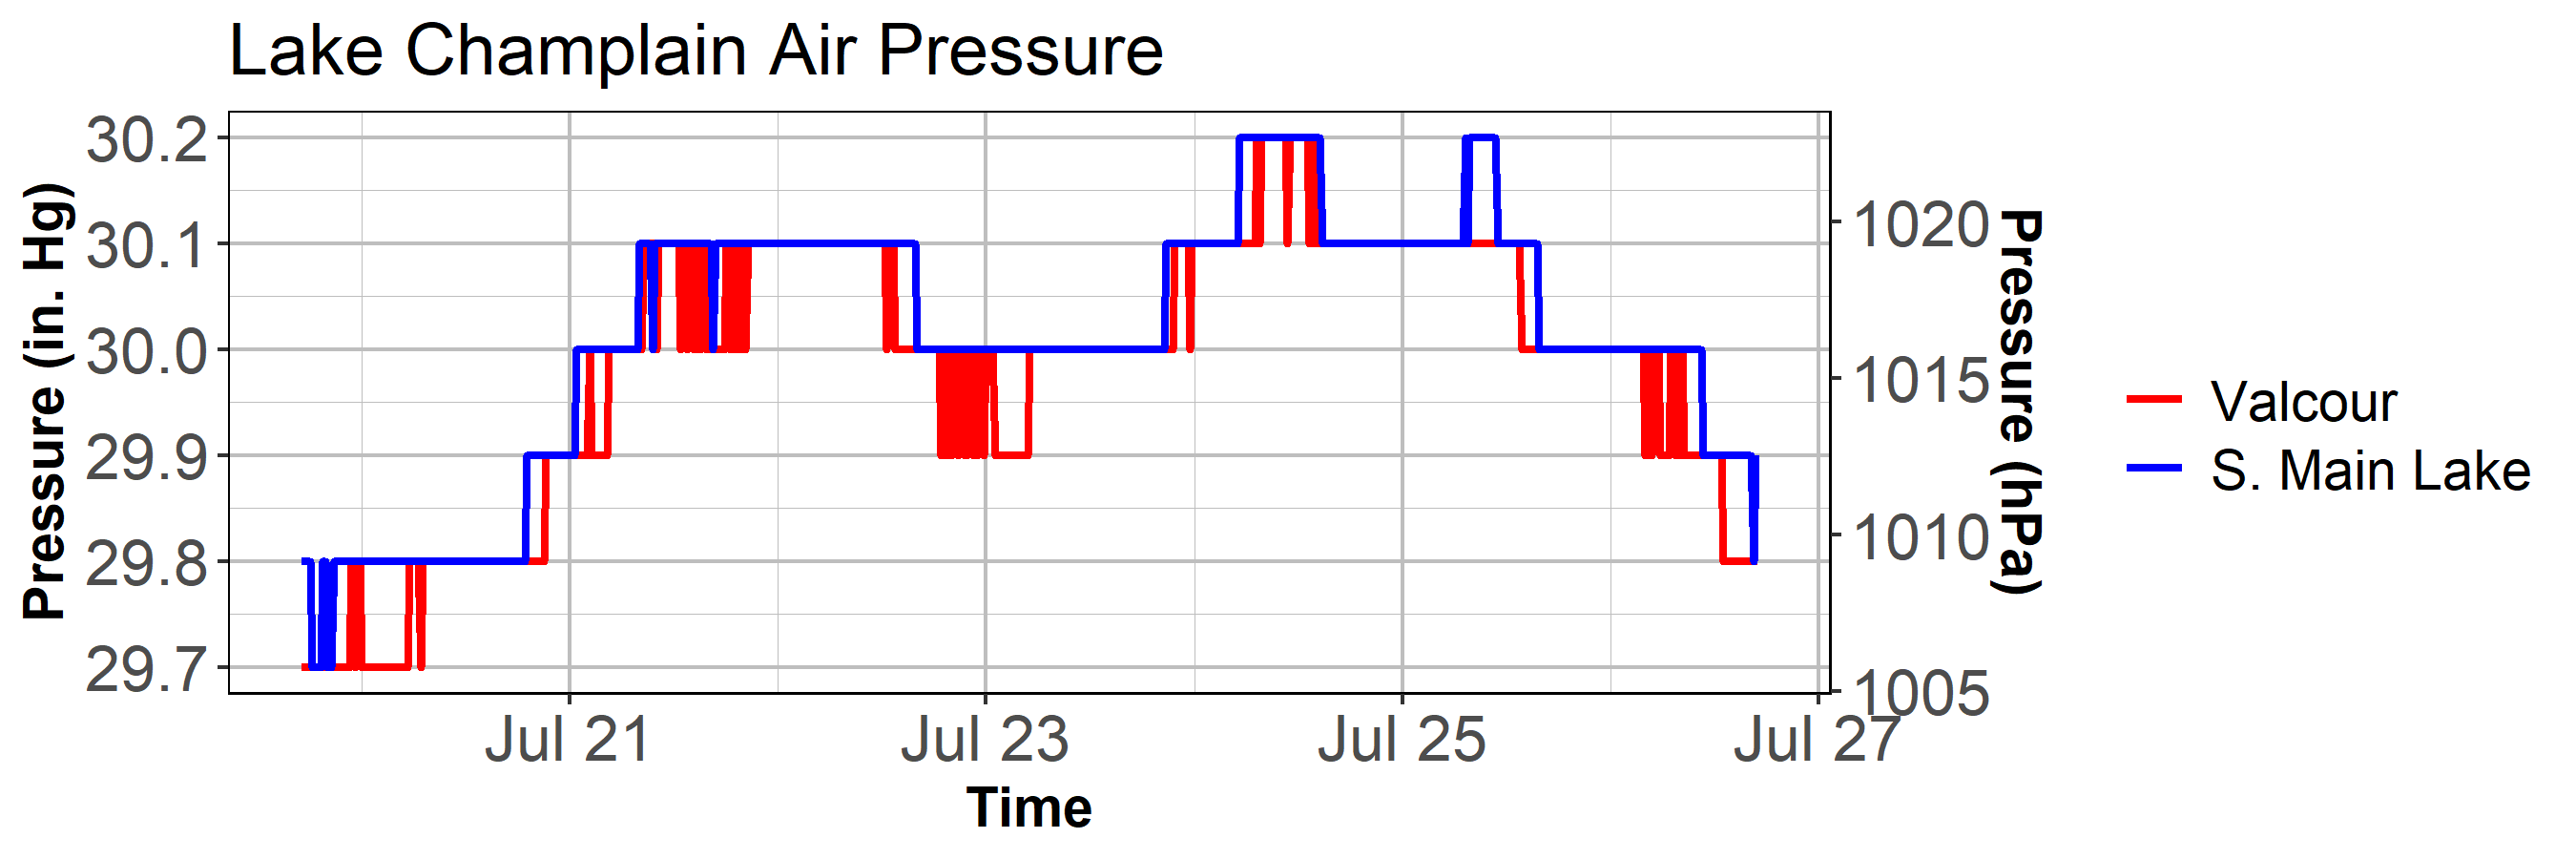 Lake Champlain Air Pressure
Pressure (in. Hg)
30.2
30.1
30.0
29.9
29.8
29.7
1020
1015
1010
1005
Pressure (hPa)
Jul 21
Jul 23
Jul 25
Jul 27
Time
Valcour
S. Main Lake